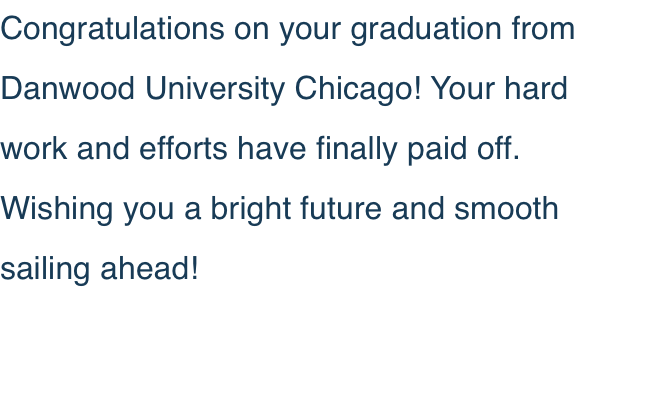 Congratulations on your graduation from
Danwood University Chicago! Your hard
work and efforts have finally paid off.
Wishing you a bright future and smooth
sailing ahead!